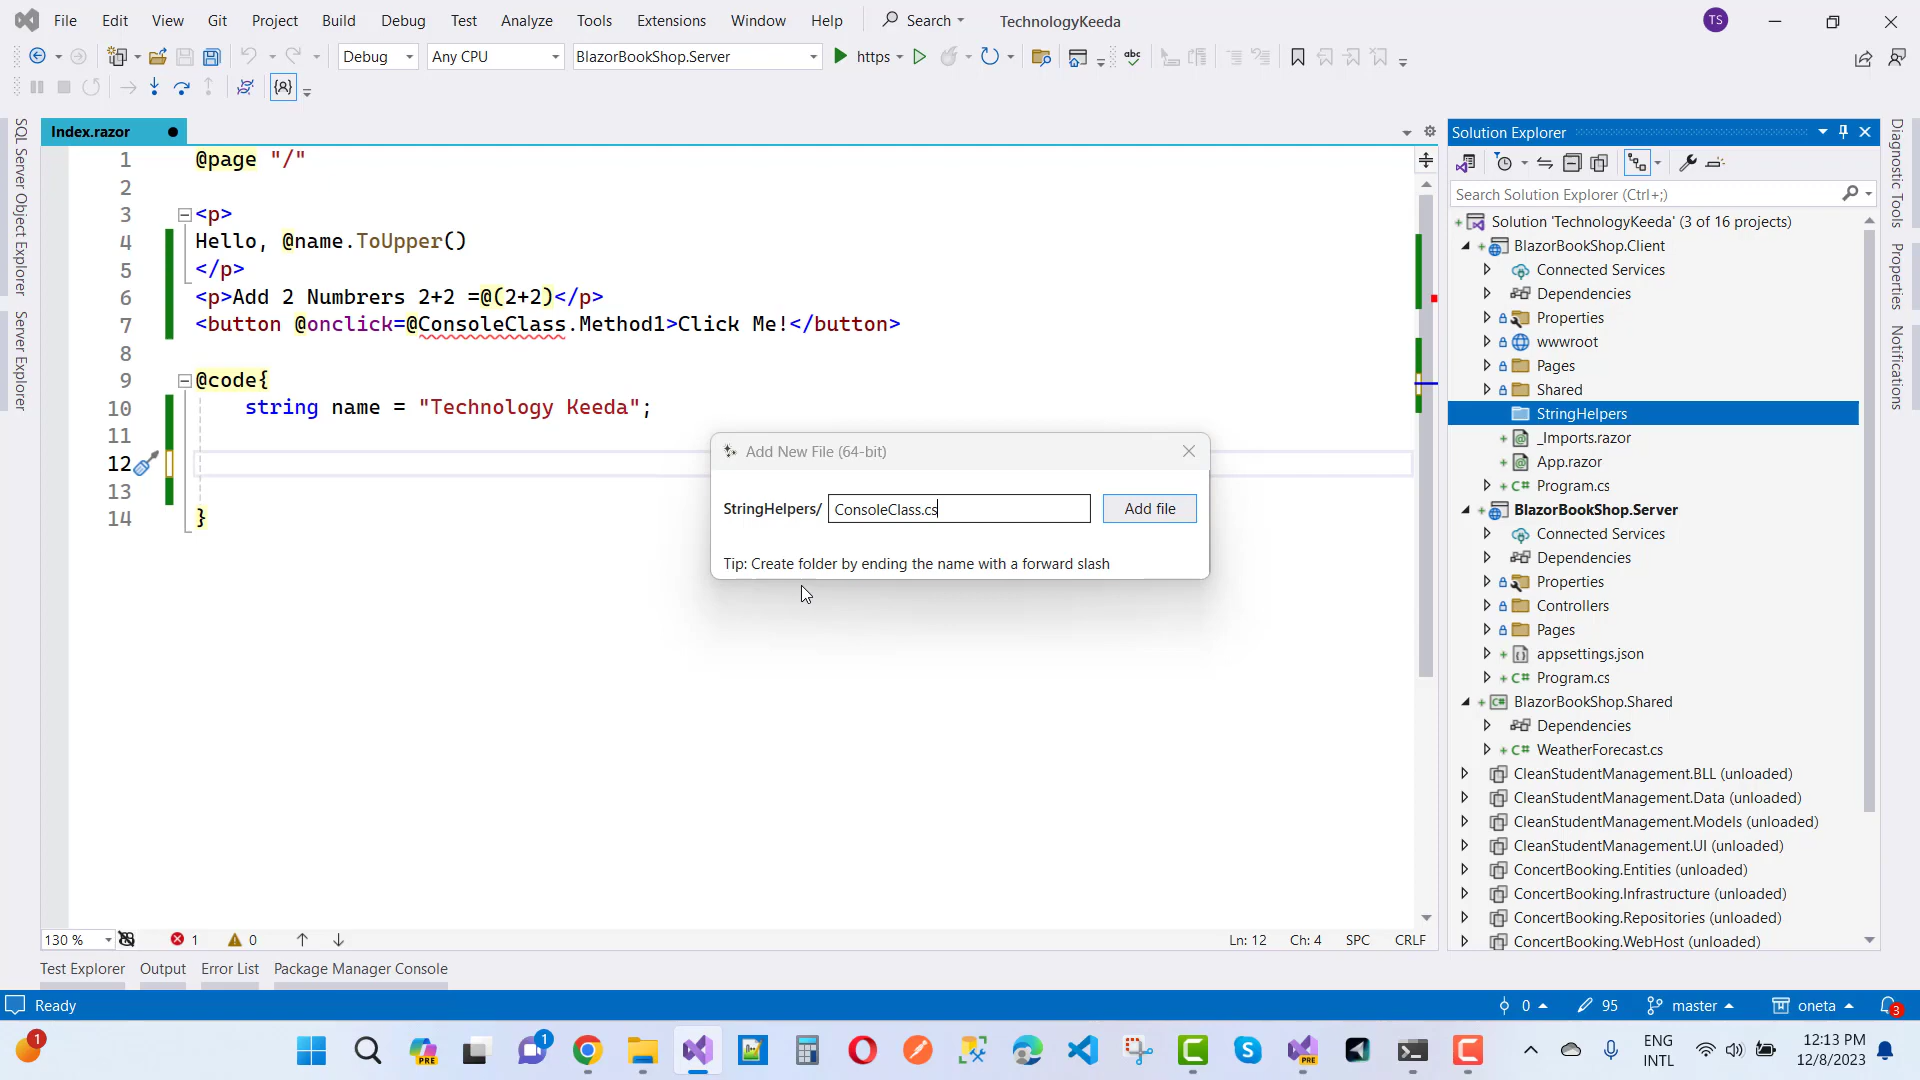 File Edit View Git Project Build Debug Test Analyze Tools Extensions Window Help Search TechnologyKeeda TS
Debug Any CPU BlazorBookShop.Server https abc
SQL Server Object Explorer
Server Explorer
Index.razor
1 @page "/"
2
3 <p>
4 Hello, @name.ToUpper()
5 </p>
6 <p>Add 2 Numbrers 2+2 =@(2+2)</p>
7 <button @onclick=@ConsoleClass.Method1>Click Me!</button>
8
9 @code{
10 string name = "Technology Keeda";
11
12
13
14 }
Add New File (64-bit)
StringHelpers/ ConsoleClass.cs Add file
Tip: Create folder by ending the name with a forward slash
130 % 1 0 Ln: 12 Ch: 4 SPC CRLF
Test Explorer Output Error List Package Manager Console
Solution Explorer
Search Solution Explorer (Ctrl+;)
Solution 'TechnologyKeeda' (3 of 16 projects)
BlazorBookShop.Client
Connected Services
Dependencies
Properties
wwwroot
Pages
Shared
StringHelpers
_Imports.razor
App.razor
C# Program.cs
BlazorBookShop.Server
Connected Services
Dependencies
Properties
Controllers
Pages
appsettings.json
C# Program.cs
C# BlazorBookShop.Shared
Dependencies
C# WeatherForecast.cs
CleanStudentManagement.BLL (unloaded)
CleanStudentManagement.Data (unloaded)
CleanStudentManagement.Models (unloaded)
CleanStudentManagement.UI (unloaded)
ConcertBooking.Entities (unloaded)
ConcertBooking.Infrastructure (unloaded)
ConcertBooking.Repositories (unloaded)
ConcertBooking.WebHost (unloaded)
Diagnostic Tools
Properties
Notifications
Ready 0 95 master oneta 3
1 PRE 1 PRE ENG
INTL
12:13 PM
12/8/2023